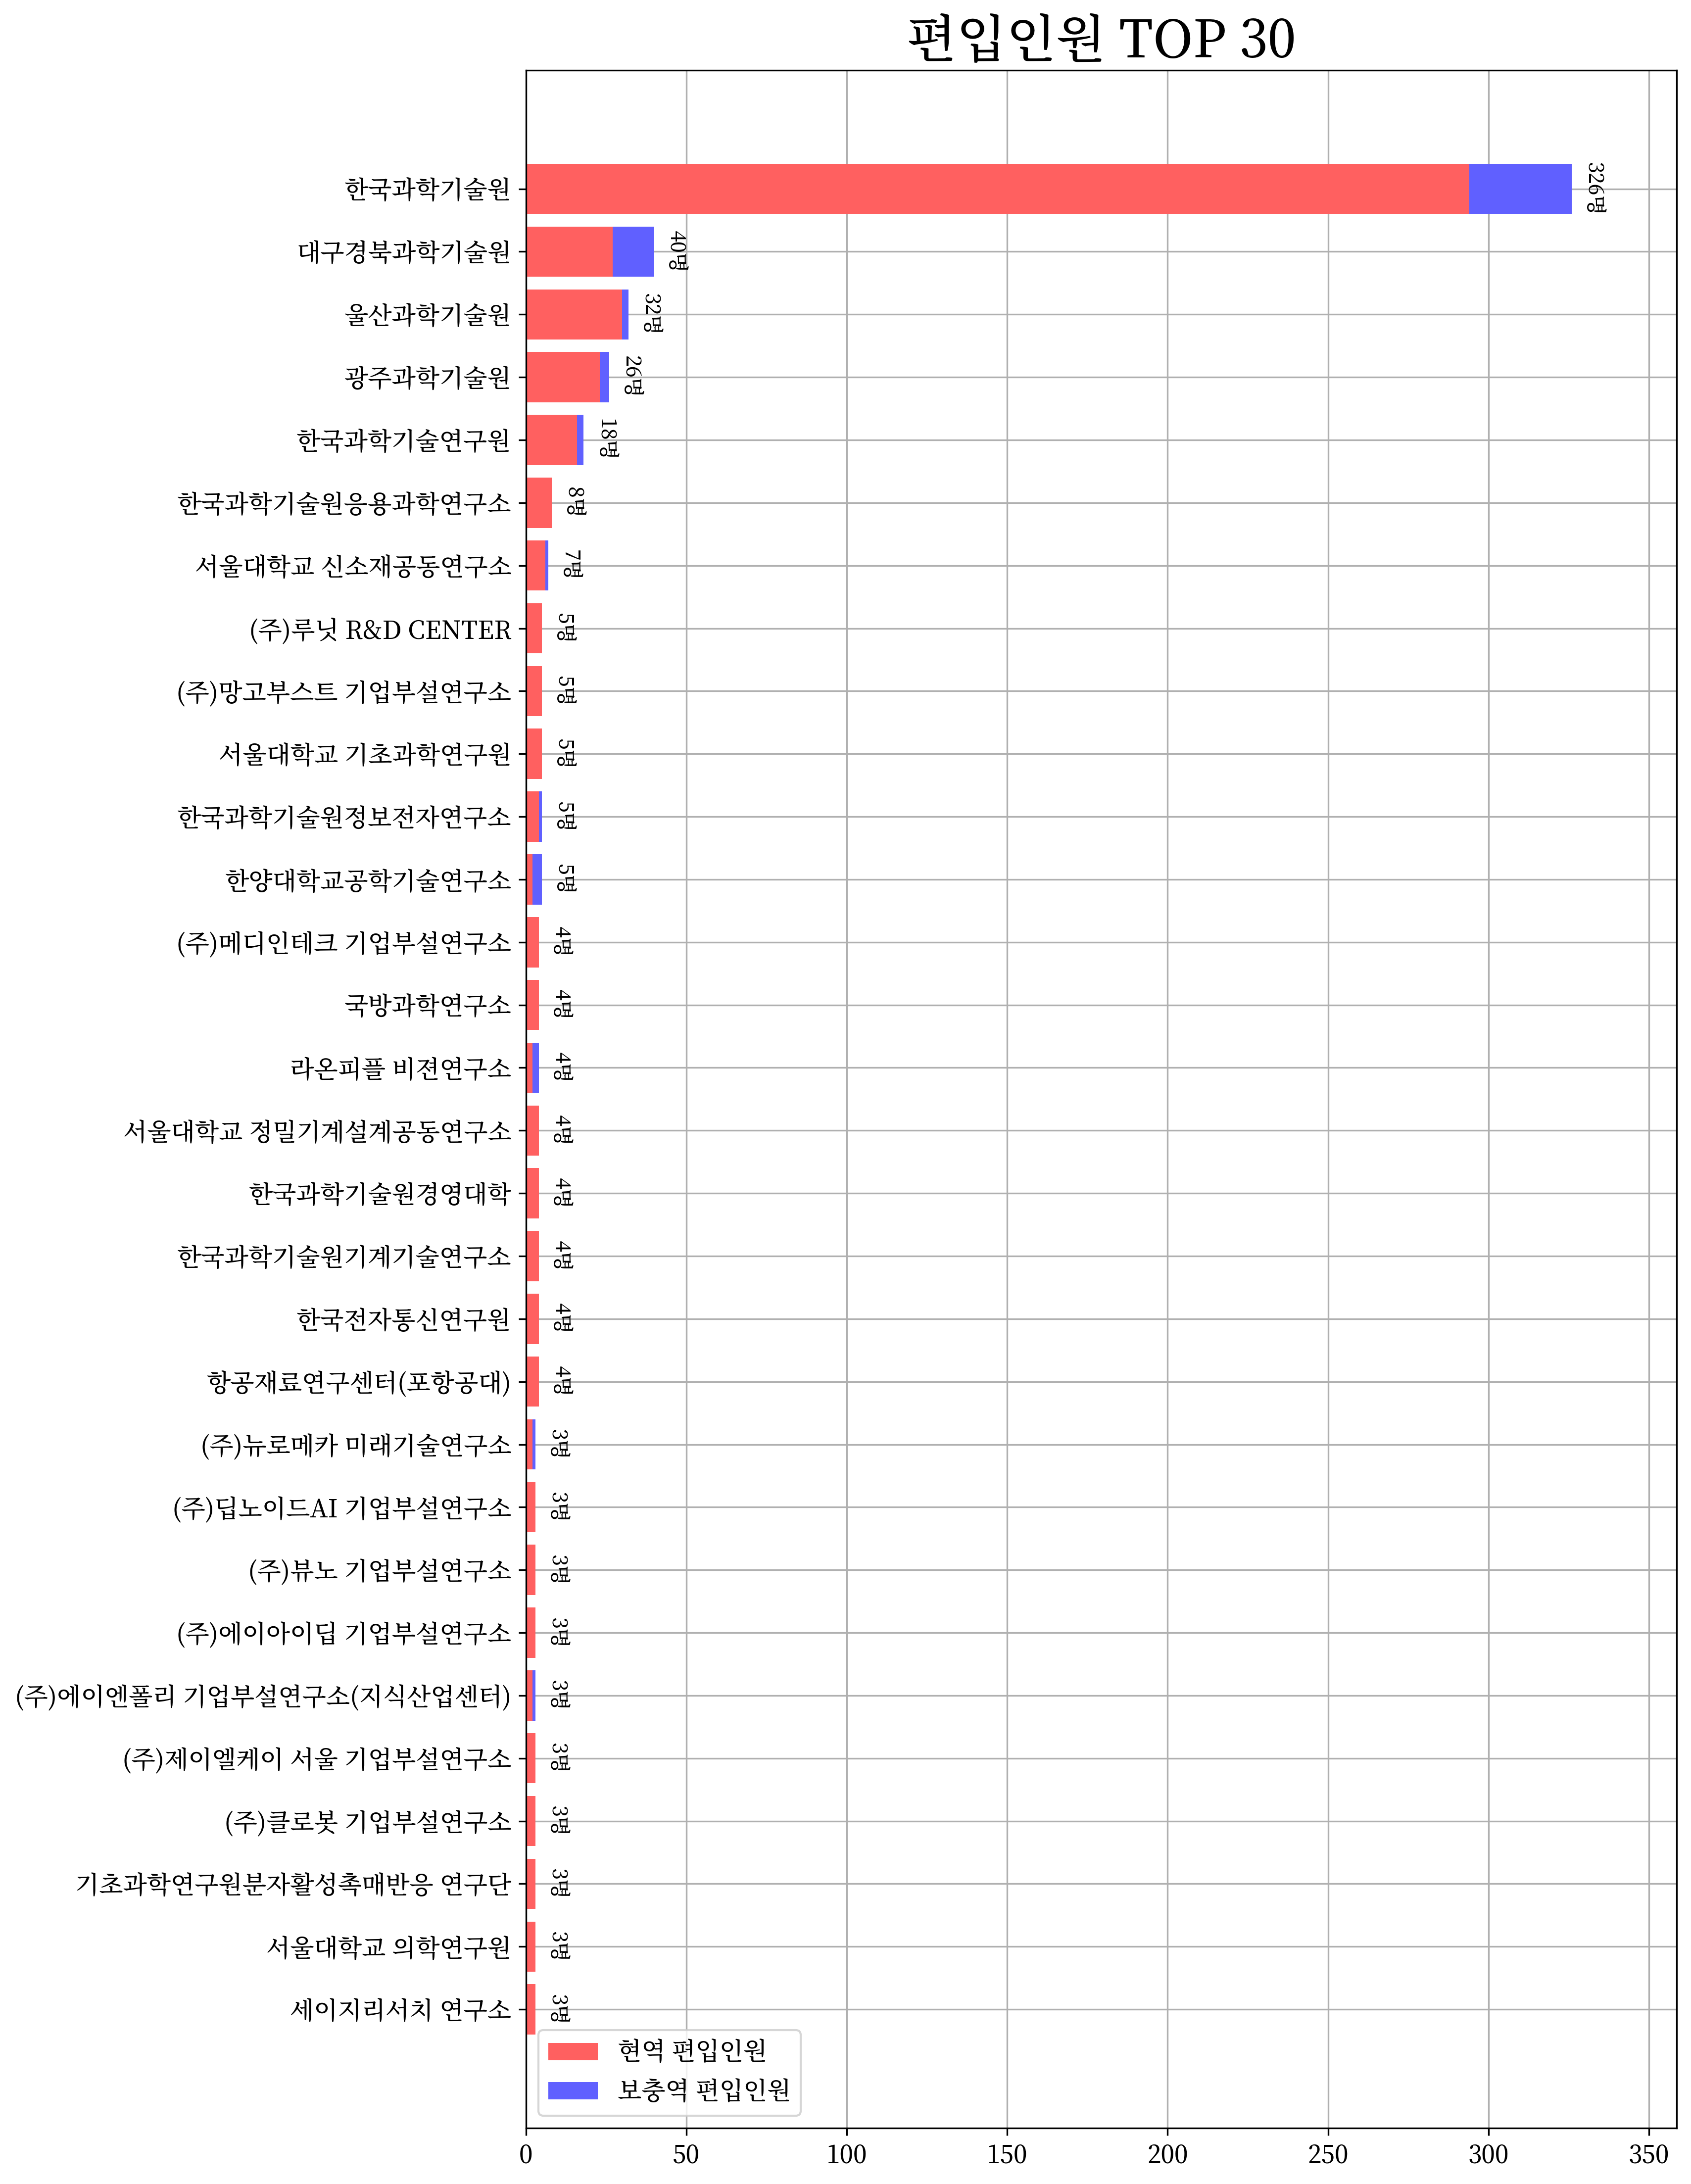 편입인원 TOP 30
한국과학기술원 326명
대구경북과학기술원 40명
울산과학기술원 32명
광주과학기술원 26명
한국과학기술연구원 18명
한국과학기술원응용과학연구소 8명
서울대학교 신소재공동연구소 7명
(주)루닛 R&D CENTER 5명
(주)망고부스트 기업부설연구소 5명
서울대학교 기초과학연구원 5명
한국과학기술원정보전자연구소 5명
한양대학교공학기술연구소 5명
(주)메디인테크 기업부설연구소 4명
국방과학연구소 4명
라온피플 비젼연구소 4명
서울대학교 정밀기계설계공동연구소 4명
한국과학기술원경영대학 4명
한국과학기술원기계기술연구소 4명
한국전자통신연구원 4명
항공재료연구센터(포항공대) 4명
(주)뉴로메카 미래기술연구소 3명
(주)딥노이드AI 기업부설연구소 3명
(주)뷰노 기업부설연구소 3명
(주)에이아이딥 기업부설연구소 3명
(주)에이엔폴리 기업부설연구소(지식산업센터) 3명
(주)제이엘케이 서울 기업부설연구소 3명
(주)클로봇 기업부설연구소 3명
기초과학연구원분자활성촉매반응 연구단 3명
서울대학교 의학연구원 3명
세이지리서치 연구소 3명
현역 편입인원
보충역 편입인원
0 50 100 150 200 250 300 350